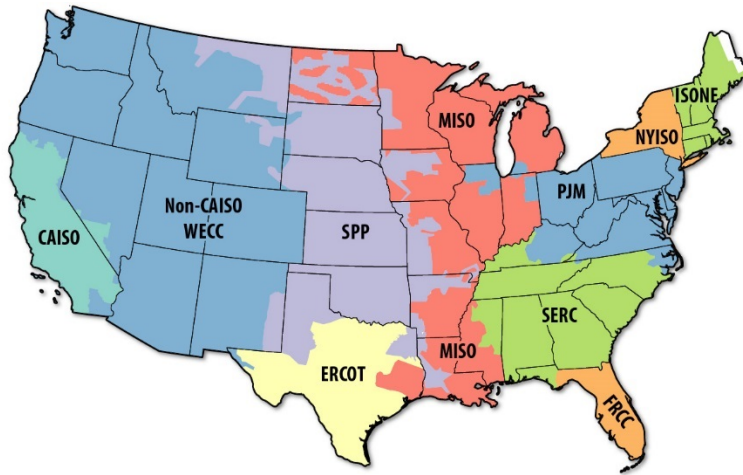 ISONE
MISO
NYISO
PJM
Non-CAISO
WECC
SPP
CAISO
SERC
MISO
ERCOT
FRCC